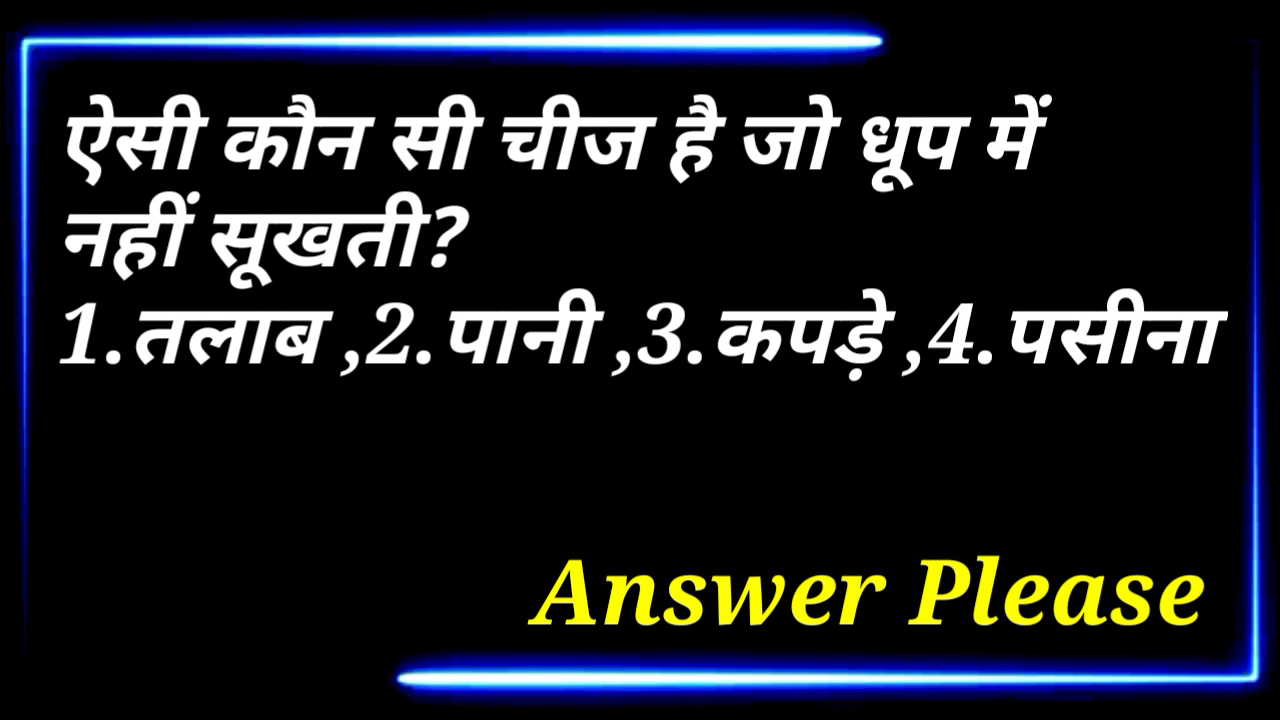 ऐसी कौन सी चीज है जो धूप में
नहीं सूखती?
1.तलाब ,2.पानी ,3.कपड़े ,4.पसीना
Answer Please